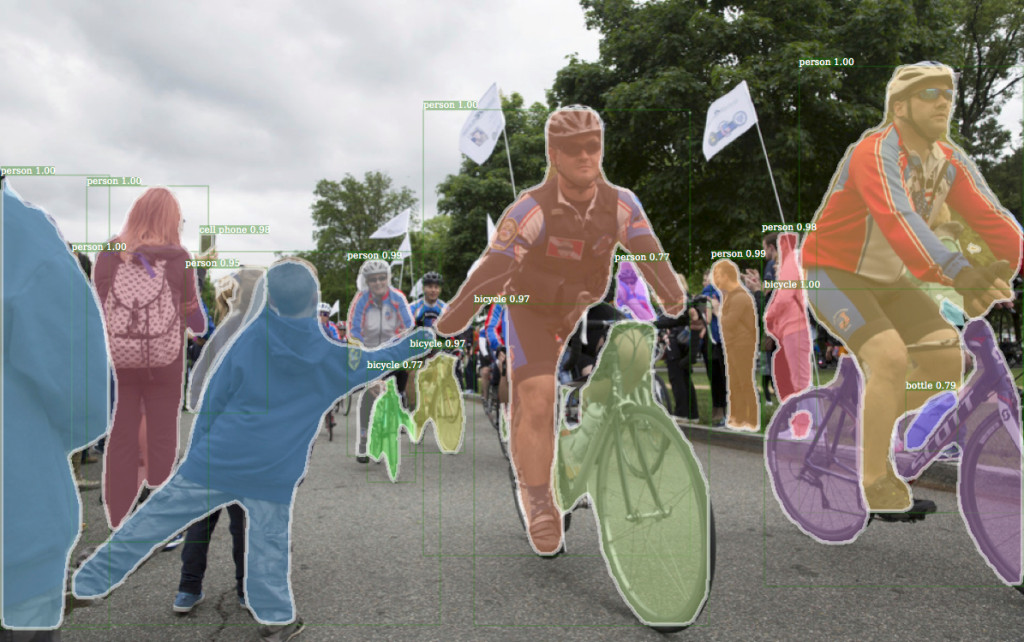 person 1.00
person 1.00
person 1.00
person 1.00
person 1.00
cell phone 0.95
person 0.98
person 0.99
person 0.99
person 0.77
person 0.95
bicycle 1.00
bicycle 0.97
bicycle 0.97
bicycle 0.77
bottle 0.79
SCOTT